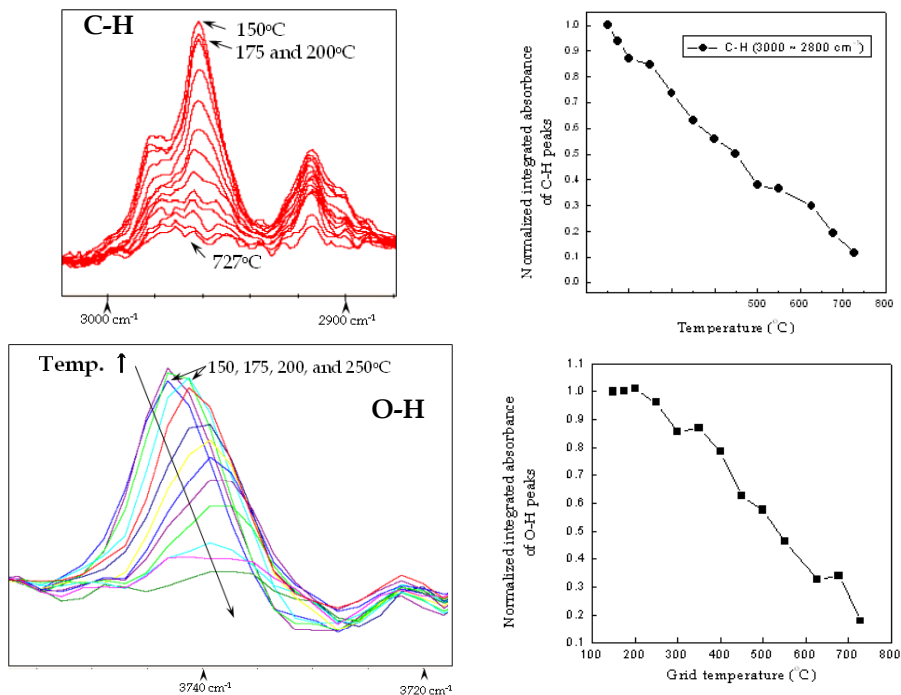 C-H
150°C
175 and 200°C
727°C
3000 cm⁻¹
2900 cm⁻¹
Normalized integrated absorbance
of C-H peaks
1.0
0.9
0.8
0.7
0.6
0.5
0.4
0.3
0.2
0.1
0.0
C-H (3000 ~ 2800 cm⁻
500
600
700
800
Temperature (°C)
Temp. ↑
150, 175, 200, and 250°C
O-H
3740 cm⁻¹
3720 cm⁻¹
Normalized integrated absorbance
of O-H peaks
1.1
1.0
0.9
0.8
0.7
0.6
0.5
0.4
0.3
0.2
0.1
100
200
300
400
500
600
700
800
Grid temperature (°C)